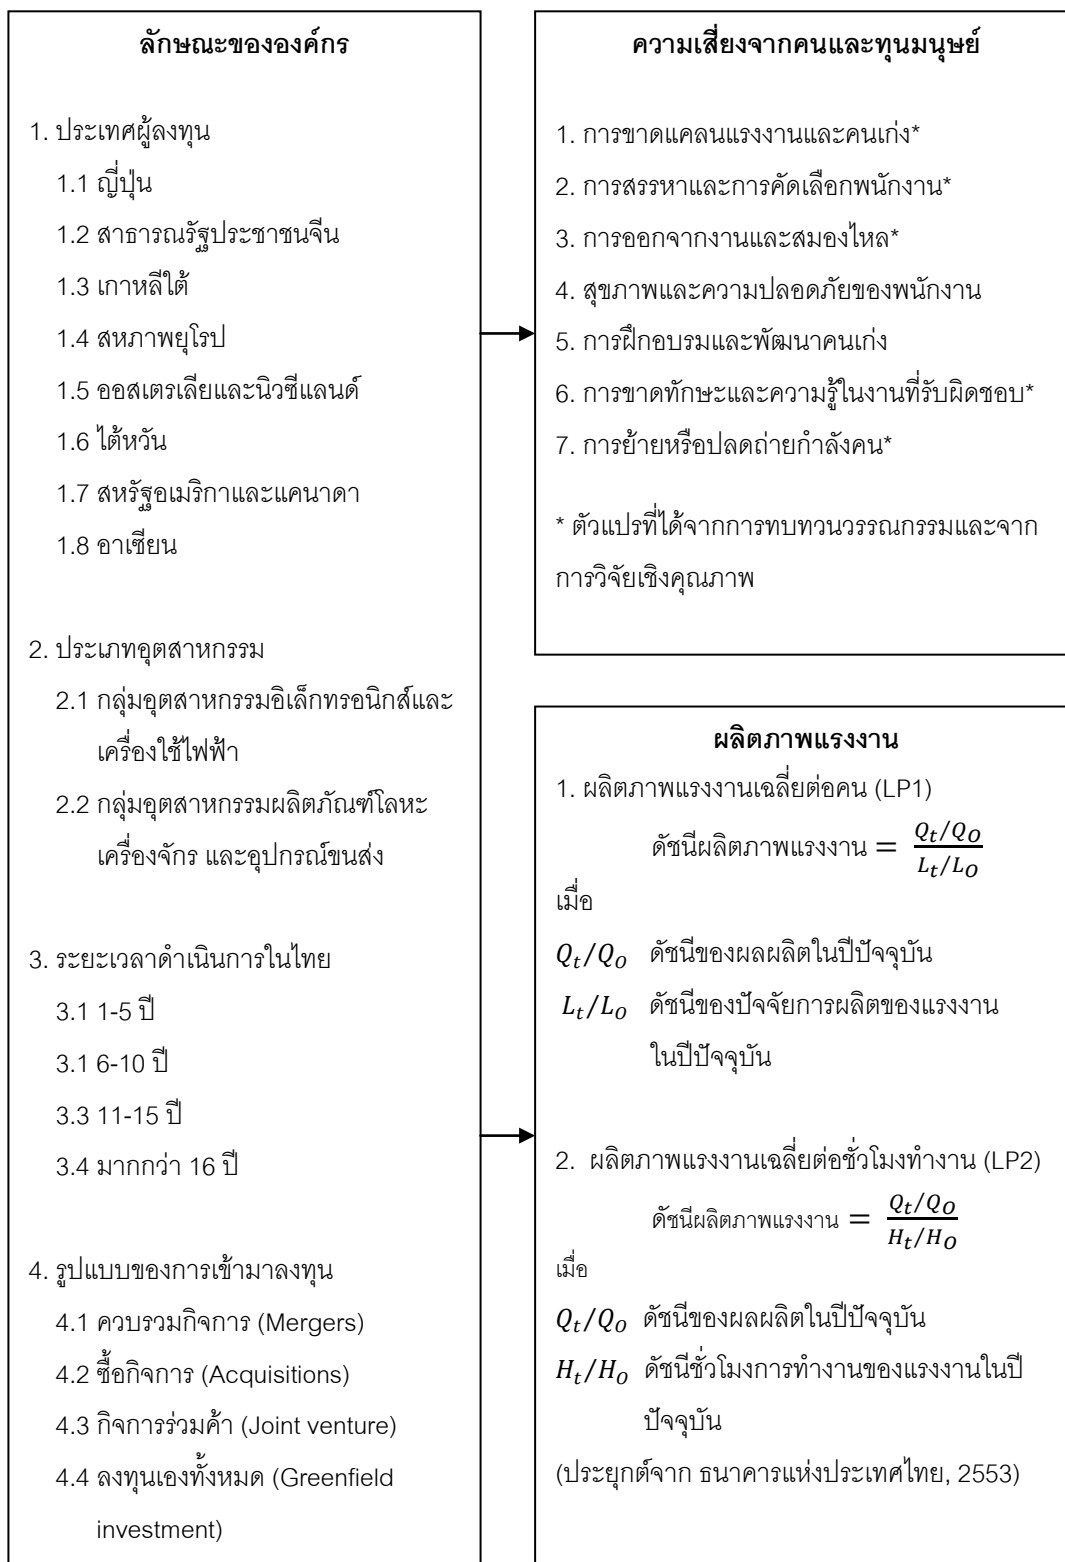 ลักษณะขององค์กร
1. ประเทศผู้ลงทุน
1.1 ญี่ปุ่น
1.2 สาธารณรัฐประชาชนจีน
1.3 เกาหลีใต้
1.4 สหภาพยุโรป
1.5 ออสเตรเลียและนิวซีแลนด์
1.6 ไต้หวัน
1.7 สหรัฐอเมริกาและแคนาดา
1.8 อาเซียน
2. ประเภทอุตสาหกรรม
2.1 กลุ่มอุตสาหกรรมอิเล็กทรอนิกส์และ
เครื่องใช้ไฟฟ้า
2.2 กลุ่มอุตสาหกรรมผลิตภัณฑ์โลหะ
เครื่องจักร และอุปกรณ์ขนส่ง
3. ระยะเวลาดำเนินการในไทย
3.1 1-5 ปี
3.1 6-10 ปี
3.3 11-15 ปี
3.4 มากกว่า 16 ปี
4. รูปแบบของการเข้ามาลงทุน
4.1 ควบรวมกิจการ (Mergers)
4.2 ซื้อกิจการ (Acquisitions)
4.3 กิจการร่วมค้า (Joint venture)
4.4 ลงทุนเองทั้งหมด (Greenfield
investment)
ความเสี่ยงจากคนและทุนมนุษย์
1. การขาดแคลนแรงงานและคนเก่ง*
2. การสรรหาและการคัดเลือกพนักงาน*
3. การออกจากงานและสมองไหล*
4. สุขภาพและความปลอดภัยของพนักงาน
5. การฝึกอบรมและพัฒนาคนเก่ง
6. การขาดทักษะและความรู้ในงานที่รับผิดชอบ*
7. การย้ายหรือปลดถ่ายกำลังคน*
* ตัวแปรที่ได้จากการทบทวนวรรณกรรมและจาก
การวิจัยเชิงคุณภาพ
ผลิตภาพแรงงาน
1. ผลิตภาพแรงงานเฉลี่ยต่อคน (LP1)
ดัชนีผลิตภาพแรงงาน = Qt/QO
Lt/LO
เมื่อ
Qt/QO ดัชนีของผลผลิตในปีปัจจุบัน
Lt/LO ดัชนีของปัจจัยการผลิตของแรงงาน
ในปีปัจจุบัน
2. ผลิตภาพแรงงานเฉลี่ยต่อชั่วโมงทำงาน (LP2)
ดัชนีผลิตภาพแรงงาน = Qt/QO
Ht/HO
เมื่อ
Qt/QO ดัชนีของผลผลิตในปีปัจจุบัน
Ht/HO ดัชนีชั่วโมงการทำงานของแรงงานในปี
ปัจจุบัน
(ประยุกต์จาก ธนาคารแห่งประเทศไทย, 2553)